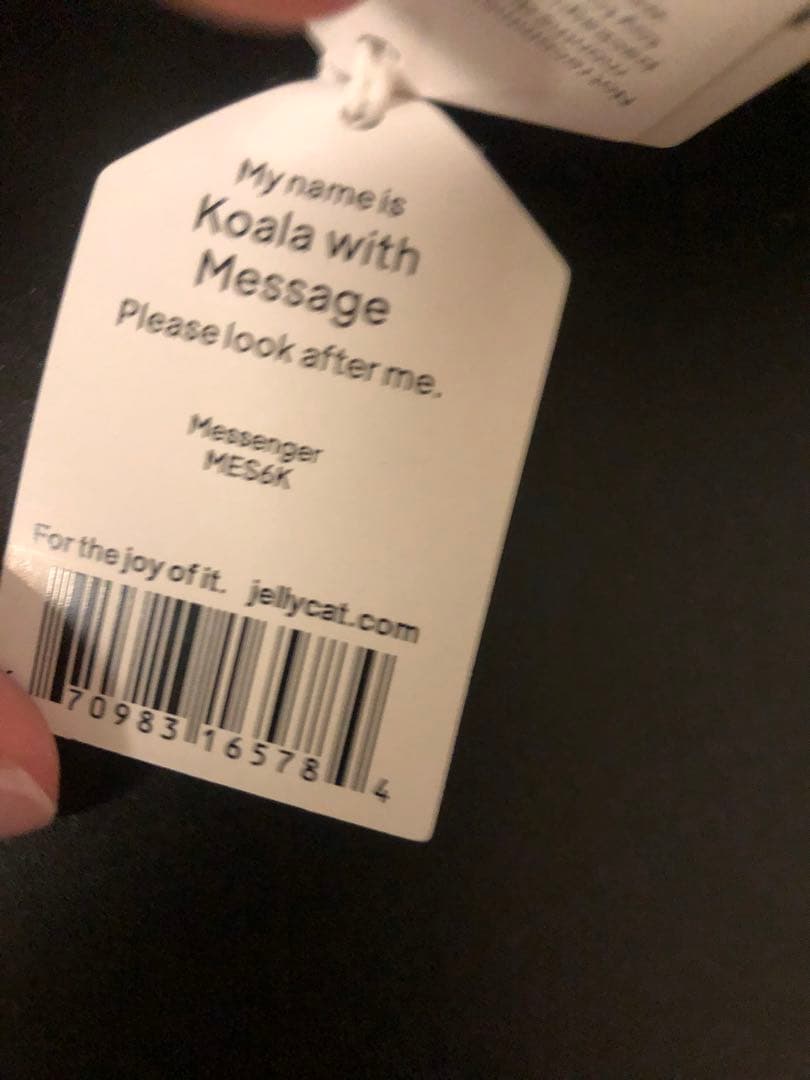 My name is
Koala with
Message
Please look after me.
Messenger
MES6K
For the joy of it. jellycat.com
70983 16578 4